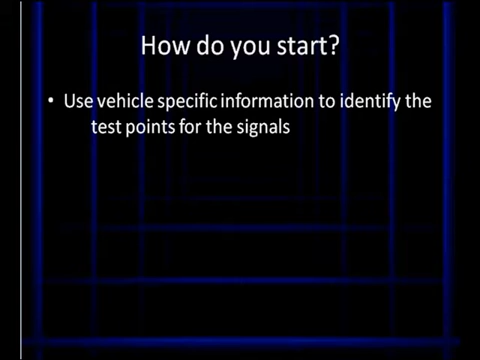 How do you start?
• Use vehicle specific information to identify the
test points for the signals